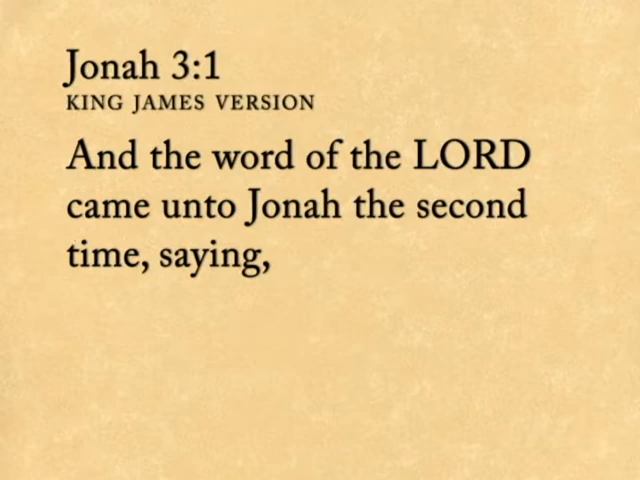 Jonah 3:1
KING JAMES VERSION
And the word of the LORD
came unto Jonah the second
time, saying,